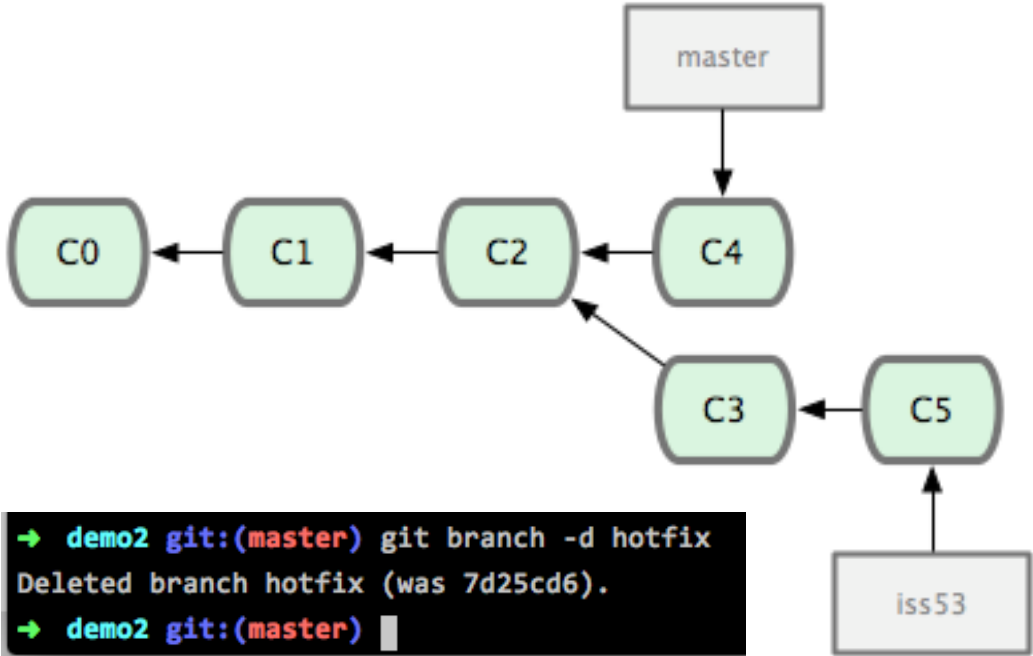 master
C0 C1 C2 C4
C3 C5
➜ demo2 git:(master) git branch -d hotfix
Deleted branch hotfix (was 7d25cd6).
➜ demo2 git:(master)
iss53